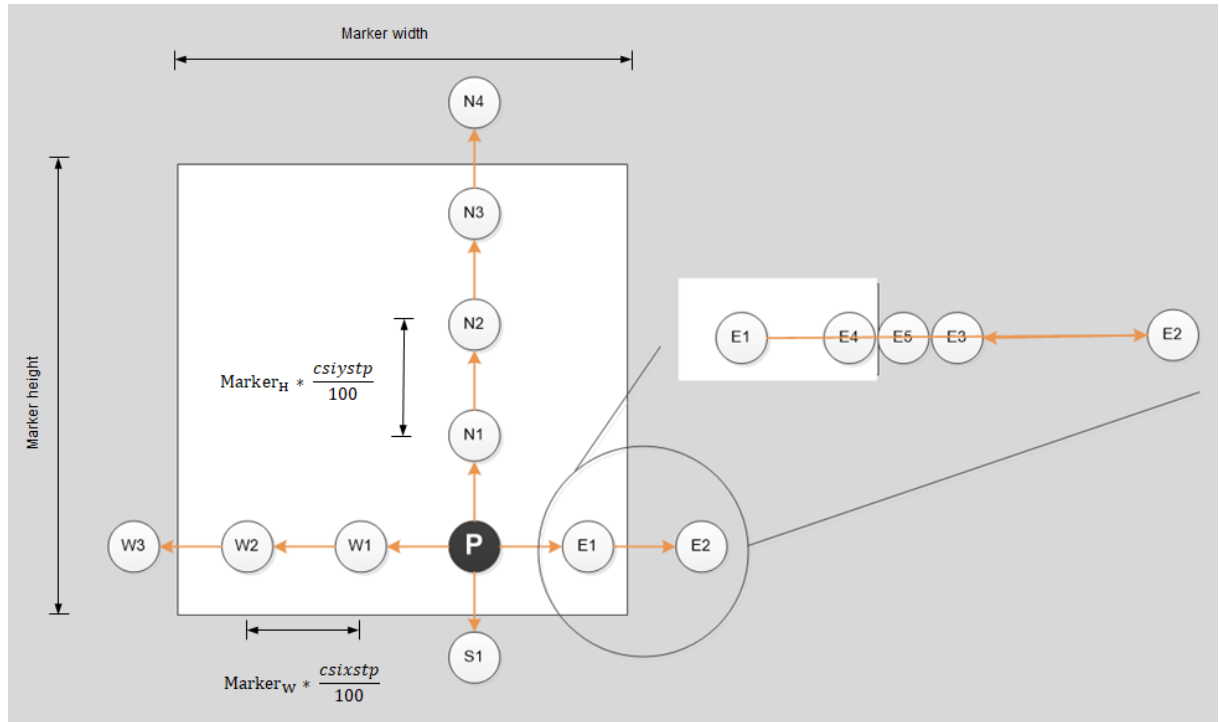 Marker width
N4
N3
E1
E4
E5
E3
E2
N2
Marker height
Marker_H * csiystp/100
N1
W3
W2
W1
P
E1
E2
S1
Marker_W * csixstp/100